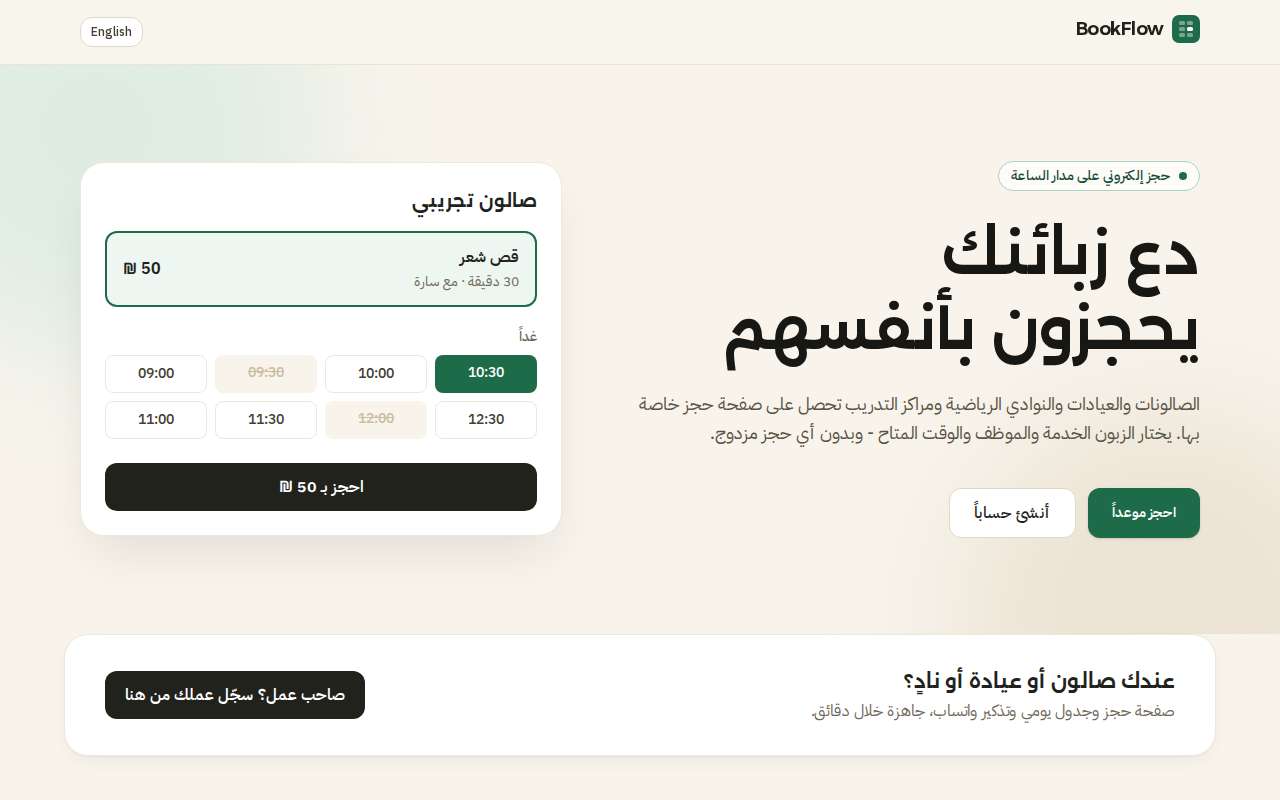 BookFlow
English
حجز إلكتروني على مدار الساعة
دع زبائنك
يحجزون بأنفسهم
الصالونات والعيادات والنوادي الرياضية ومراكز التدريب تحصل على صفحة حجز خاصة
بها. يختار الزبون الخدمة والموظف والوقت المتاح - وبدون أي حجز مزدوج.
احجز موعداً
أنشئ حساباً
صالون تجريبي
قص شعر
50 ₪
30 دقيقة · مع سارة
غداً
10:30
10:00
09:30
09:00
12:30
12:00
11:30
11:00
احجز بـ 50 ₪
عندك صالون أو عيادة أو نادٍ؟
صفحة حجز وجدول يومي وتذكير واتساب، جاهزة خلال دقائق.
صاحب عمل؟ سجّل عملك من هنا